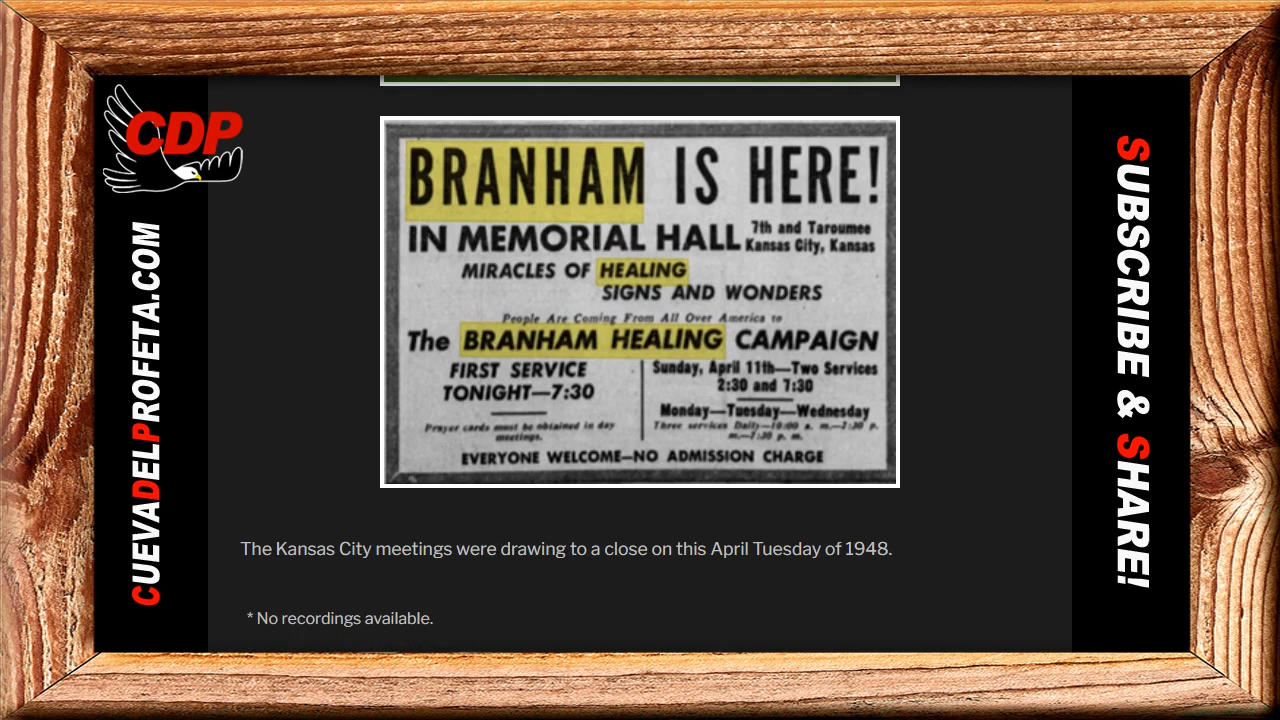 CDP
CUEVADELPROFETA.COM
BRANHAM IS HERE!
IN MEMORIAL HALL
7th and Taroumee
Kansas City, Kansas
MIRACLES OF HEALING
SIGNS AND WONDERS
People Are Coming From All Over America to
The BRANHAM HEALING CAMPAIGN
FIRST SERVICE
TONIGHT—7:30
Prayer cards must be obtained in day
meetings.
Sunday, April 11th—Two Services
2:30 and 7:30
Monday—Tuesday—Wednesday
Three services Daily—10:00 a. m.—2:30 p.
m.—7:30 p. m.
EVERYONE WELCOME—NO ADMISSION CHARGE
The Kansas City meetings were drawing to a close on this April Tuesday of 1948.
* No recordings available.
SUBSCRIBE & SHARE!